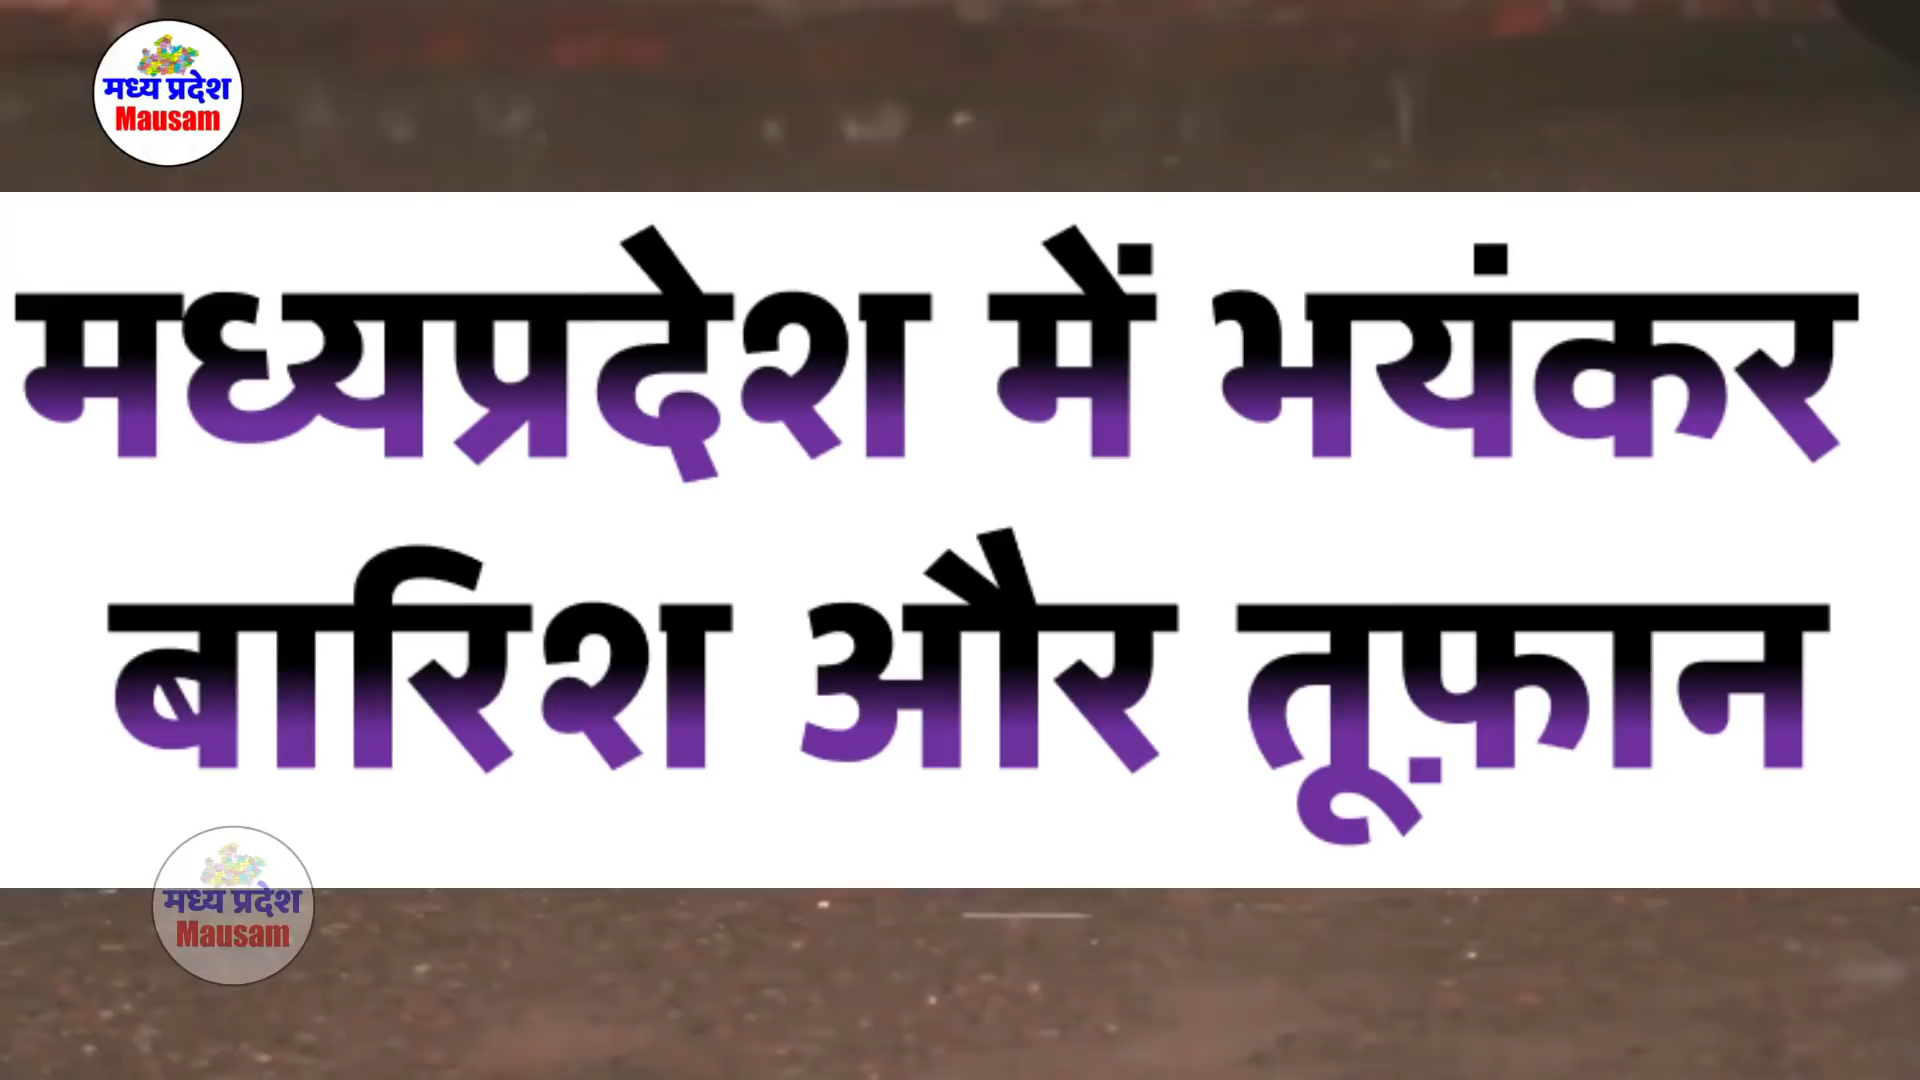 मध्य प्रदेश
Mausam
मध्यप्रदेश में भयंकर
बारिश और तूफ़ान
मध्य प्रदेश
Mausam